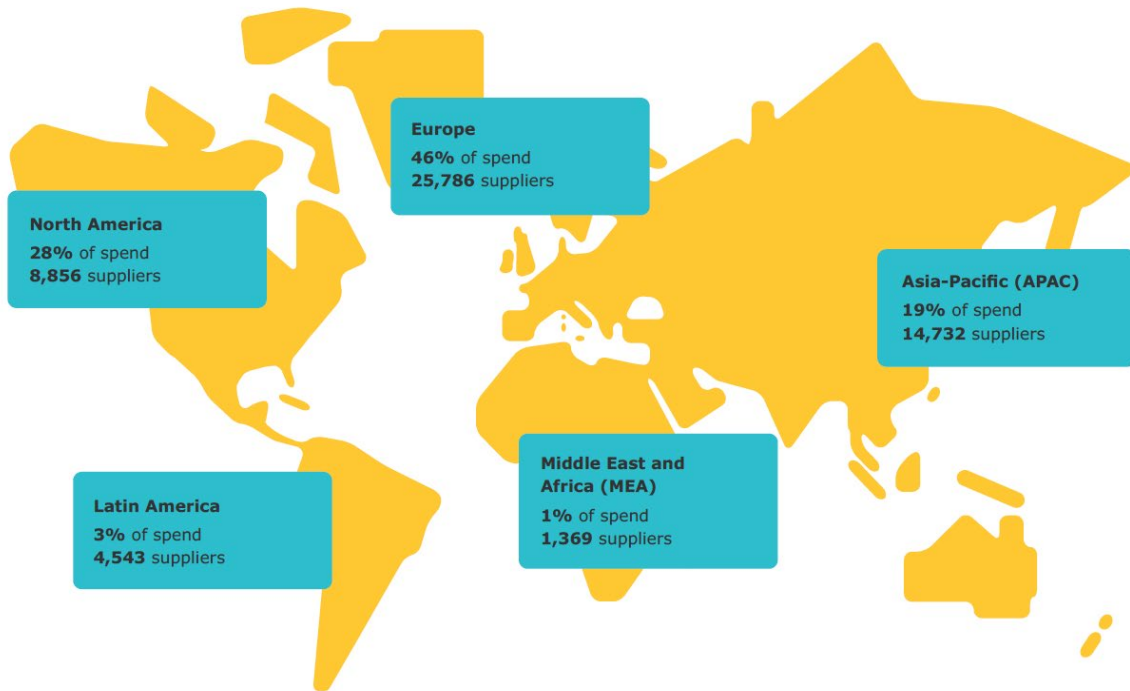 Europe
46% of spend
25,786 suppliers
North America
28% of spend
8,856 suppliers
Asia-Pacific (APAC)
19% of spend
14,732 suppliers
Middle East and
Africa (MEA)
1% of spend
1,369 suppliers
Latin America
3% of spend
4,543 suppliers